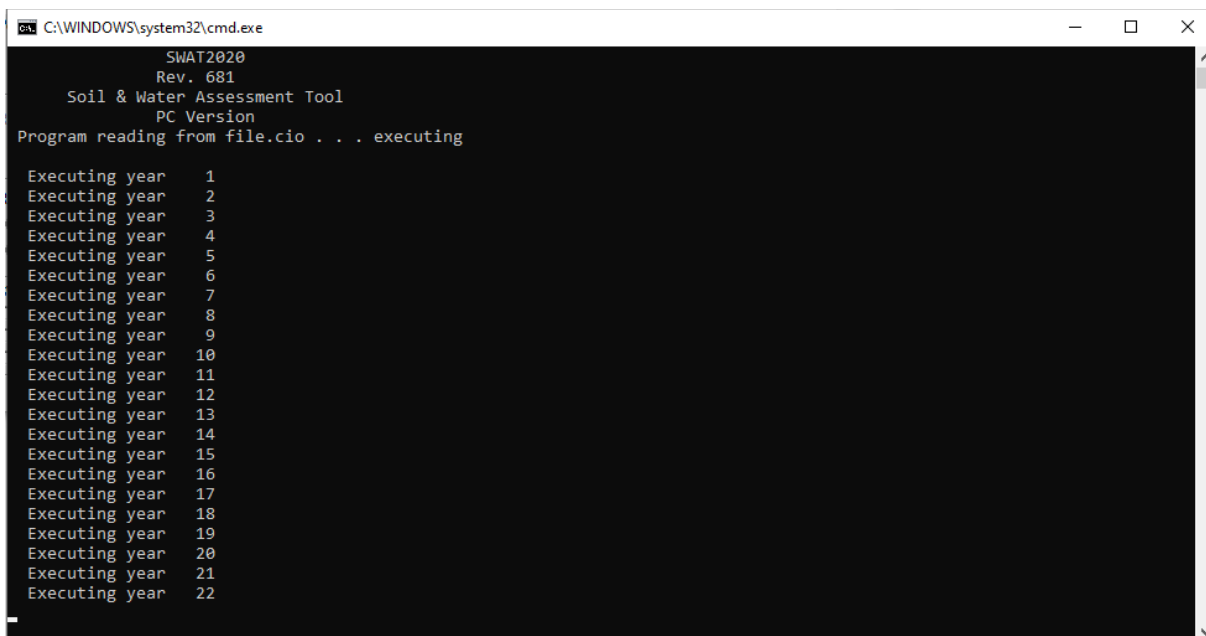 C:\WINDOWS\system32\cmd.exe
SWAT2020
Rev. 681
Soil & Water Assessment Tool
PC Version
Program reading from file.cio . . . executing
Executing year 1
Executing year 2
Executing year 3
Executing year 4
Executing year 5
Executing year 6
Executing year 7
Executing year 8
Executing year 9
Executing year 10
Executing year 11
Executing year 12
Executing year 13
Executing year 14
Executing year 15
Executing year 16
Executing year 17
Executing year 18
Executing year 19
Executing year 20
Executing year 21
Executing year 22